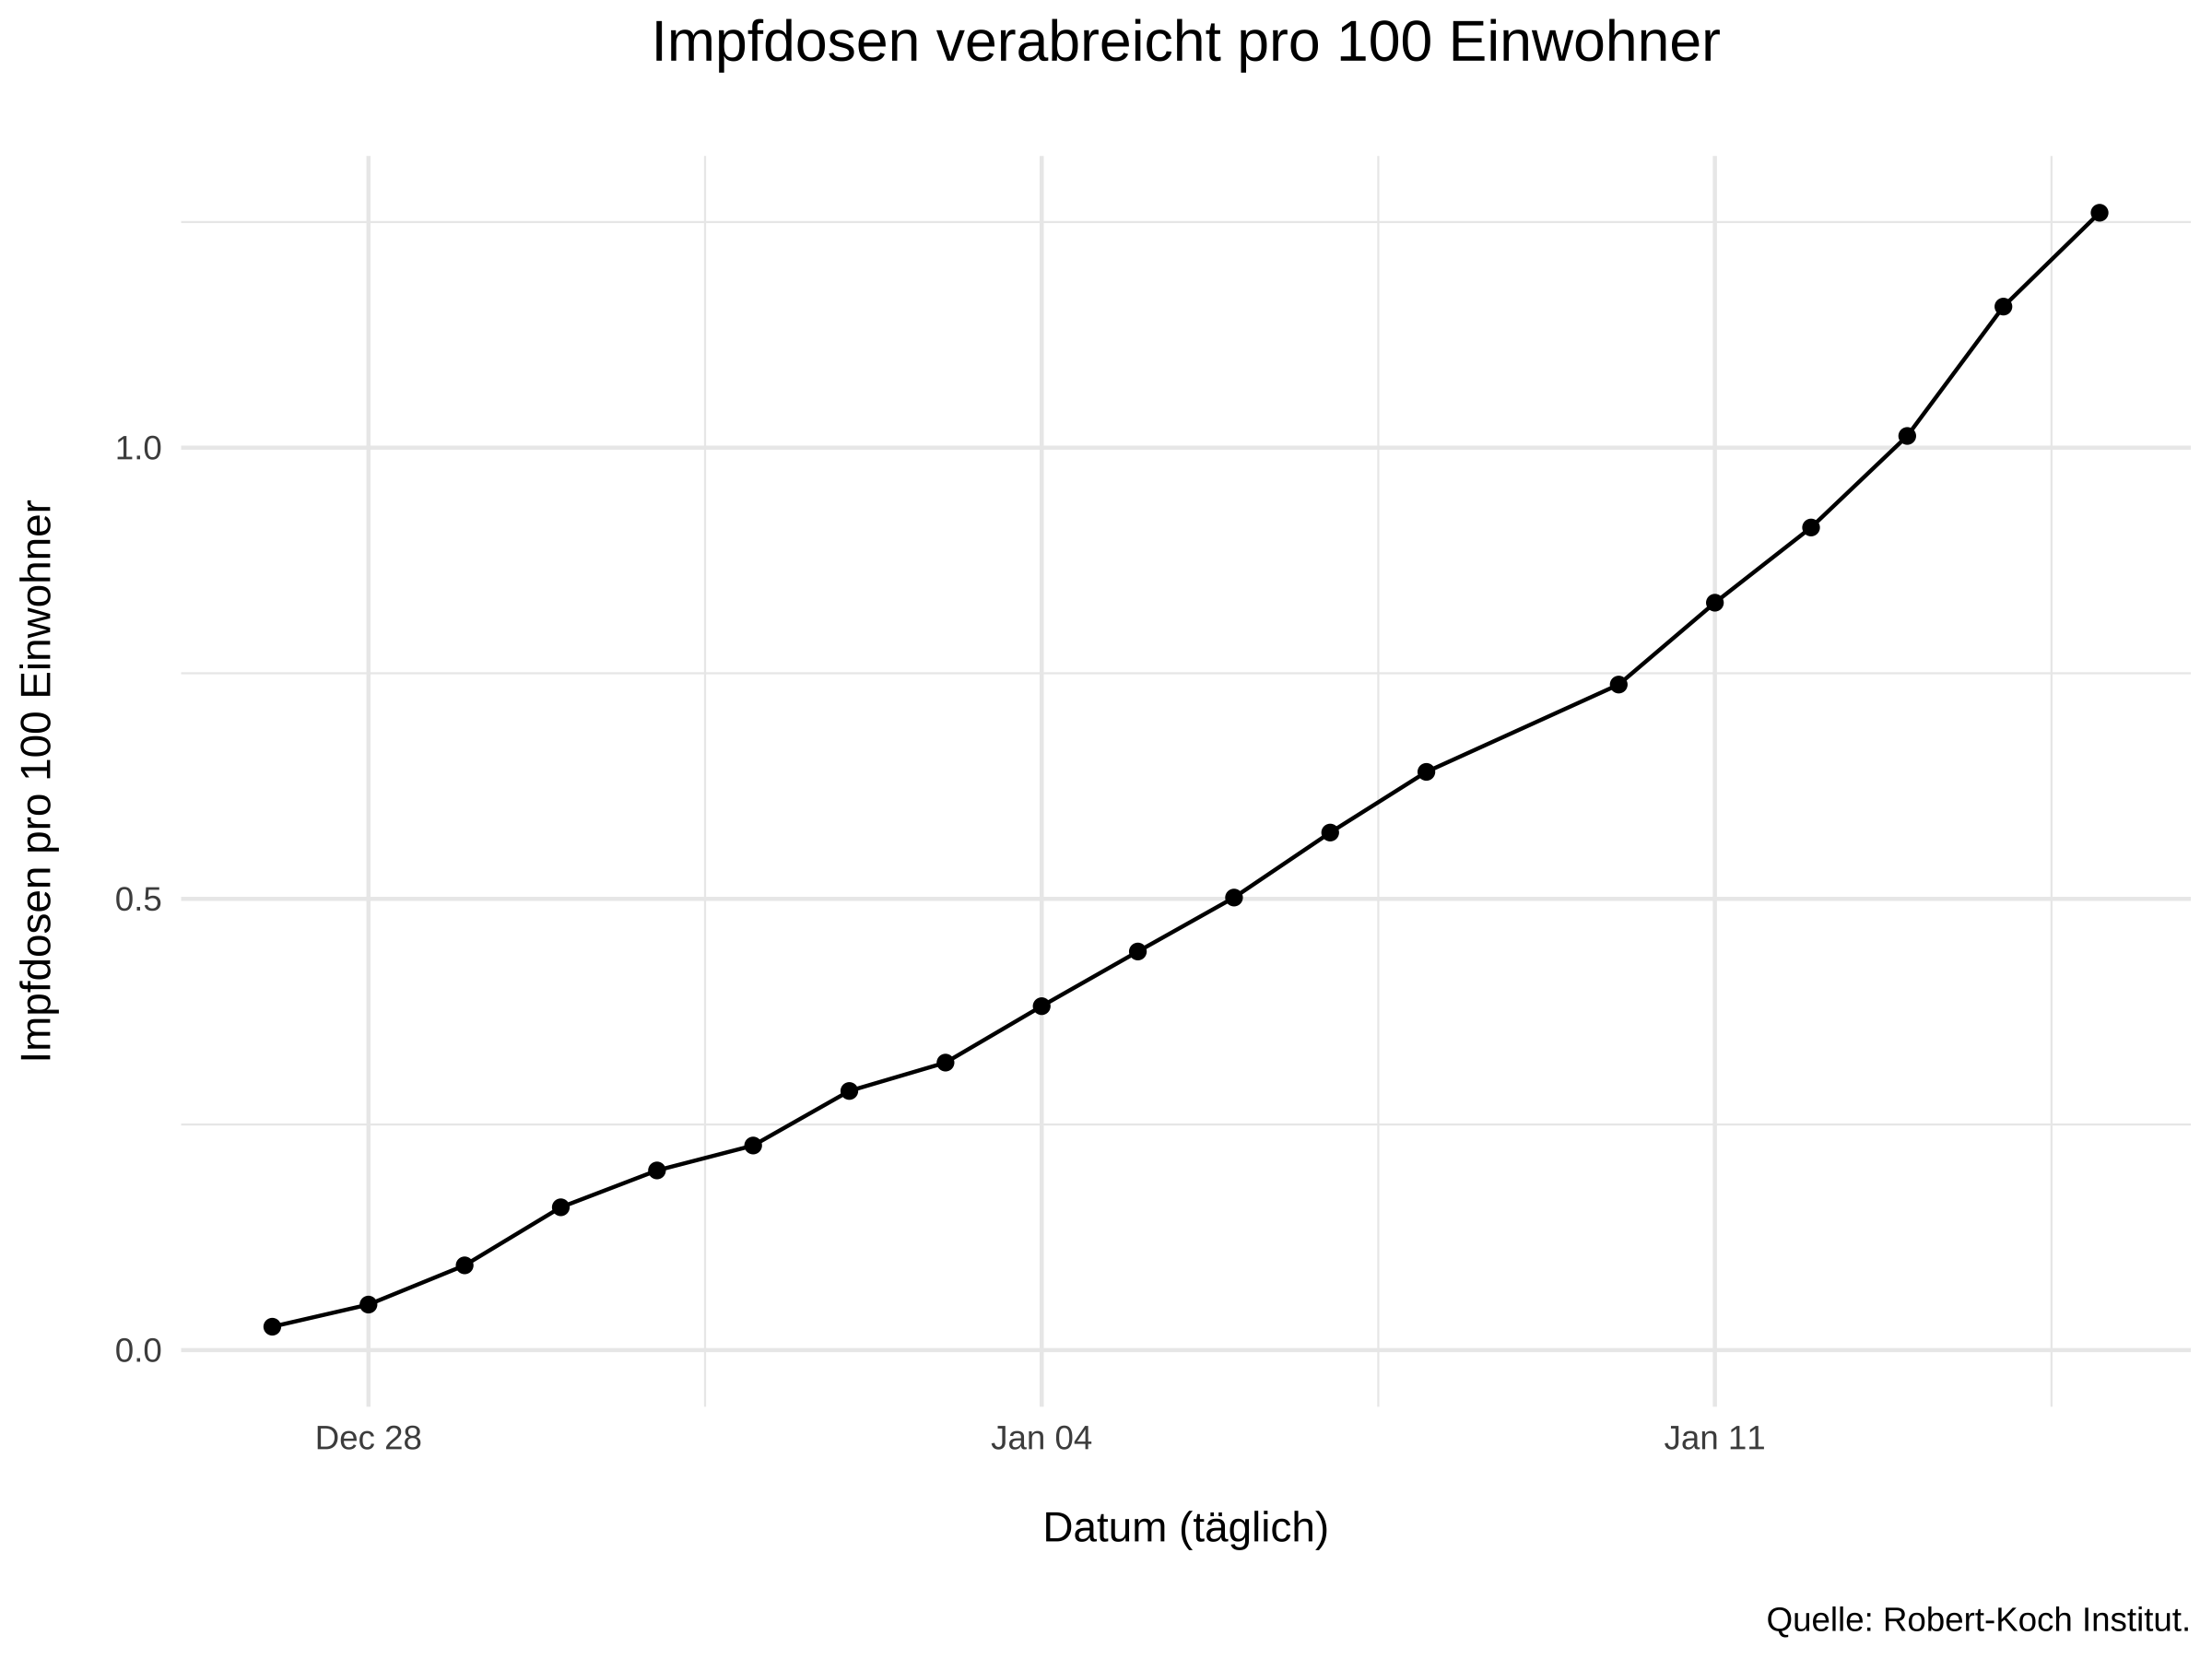 Impfdosen verabreicht pro 100 Einwohner
Impfdosen pro 100 Einwohner
1.0
0.5
0.0
Dec 28
Jan 04
Jan 11
Datum (täglich)
Quelle: Robert-Koch Institut.